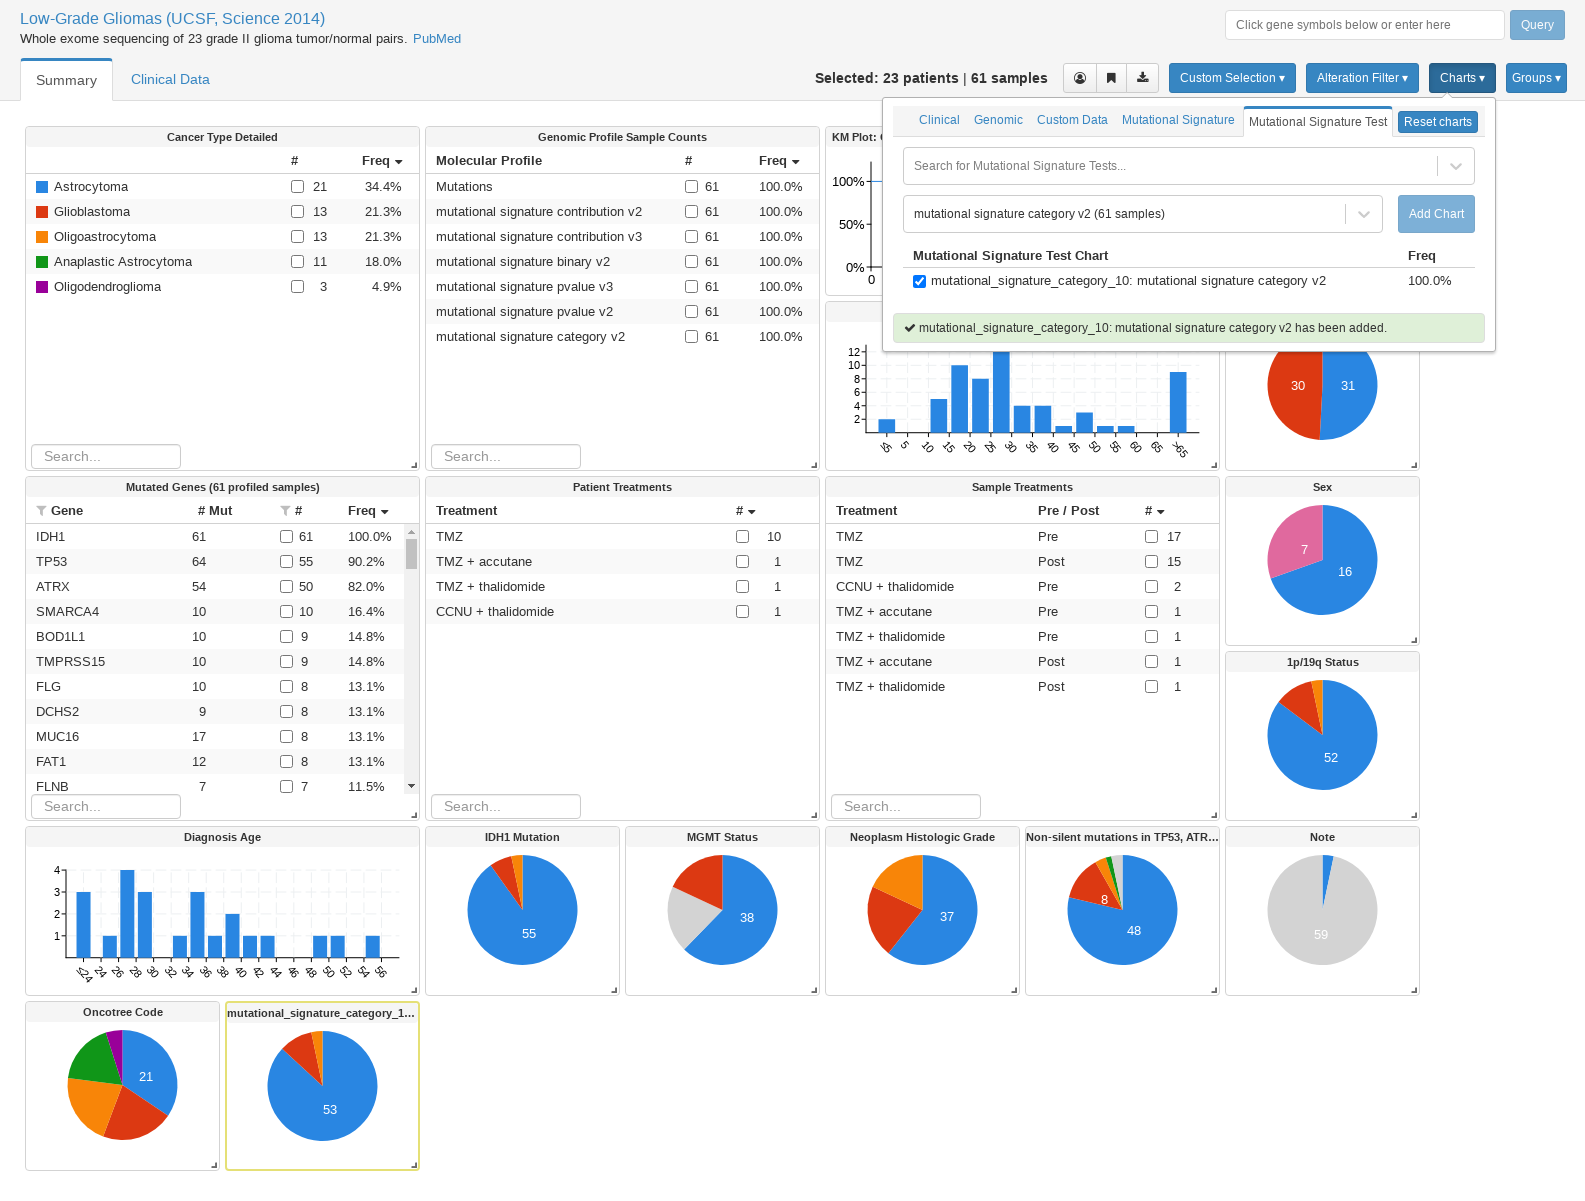 Low-Grade Gliomas (UCSF, Science 2014)
Whole exome sequencing of 23 grade II glioma tumor/normal pairs. PubMed
Click gene symbols below or enter here
Query
Summary
Clinical Data
Selected: 23 patients | 61 samples
Custom Selection ▾
Alteration Filter ▾
Charts ▾
Groups ▾
Clinical Genomic Custom Data Mutational Signature Mutational Signature Test Reset charts
Search for Mutational Signature Tests...
mutational signature category v2 (61 samples)
Add Chart
Mutational Signature Test Chart Freq
mutational_signature_category_10: mutational signature category v2 100.0%
mutational_signature_category_10: mutational signature category v2 has been added.
Cancer Type Detailed
# Freq
Astrocytoma 21 34.4%
Glioblastoma 13 21.3%
Oligoastrocytoma 13 21.3%
Anaplastic Astrocytoma 11 18.0%
Oligodendroglioma 3 4.9%
Search...
Genomic Profile Sample Counts
Molecular Profile # Freq
Mutations 61 100.0%
mutational signature contribution v2 61 100.0%
mutational signature contribution v3 61 100.0%
mutational signature binary v2 61 100.0%
mutational signature pvalue v3 61 100.0%
mutational signature pvalue v2 61 100.0%
mutational signature category v2 61 100.0%
Search...
KM Plot:
100%
50%
0%
0
12
10
8
6
4
2
≤5 5 10 15 20 25 30 35 40 45 50 55 60 65 >65
30
31
Mutated Genes (61 profiled samples)
Gene # Mut # Freq
IDH1 61 61 100.0%
TP53 64 55 90.2%
ATRX 54 50 82.0%
SMARCA4 10 10 16.4%
BOD1L1 10 9 14.8%
TMPRSS15 10 9 14.8%
FLG 10 8 13.1%
DCHS2 9 8 13.1%
MUC16 17 8 13.1%
FAT1 12 8 13.1%
FLNB 7 7 11.5%
Search...
Patient Treatments
Treatment #
TMZ 10
TMZ + accutane 1
TMZ + thalidomide 1
CCNU + thalidomide 1
Search...
Sample Treatments
Treatment Pre / Post #
TMZ Pre 17
TMZ Post 15
CCNU + thalidomide Pre 2
TMZ + accutane Pre 1
TMZ + thalidomide Pre 1
TMZ + accutane Post 1
TMZ + thalidomide Post 1
Search...
Sex
7
16
1p/19q Status
52
Diagnosis Age
4
3
2
1
≤24 24 26 28 30 32 34 36 38 40 42 44 46 48 50 52 54 56
IDH1 Mutation
55
MGMT Status
38
Neoplasm Histologic Grade
37
Non-silent mutations in TP53, ATR...
8
48
Note
59
Oncotree Code
21
mutational_signature_category_1...
53